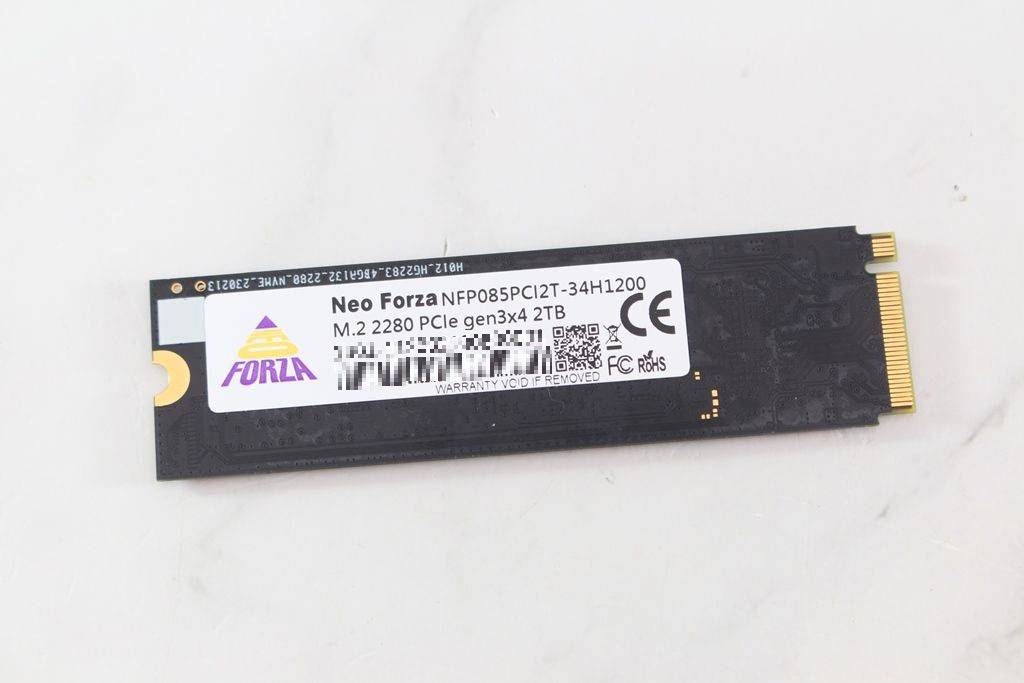 H012_HG2283_4BGA132_2280_NVME_230213
Neo Forza NFP085PCI2T-34H1200
M.2 2280 PCIe gen3x4 2TB
FORZA
CE
FC RoHS
WARRANTY VOID IF REMOVED